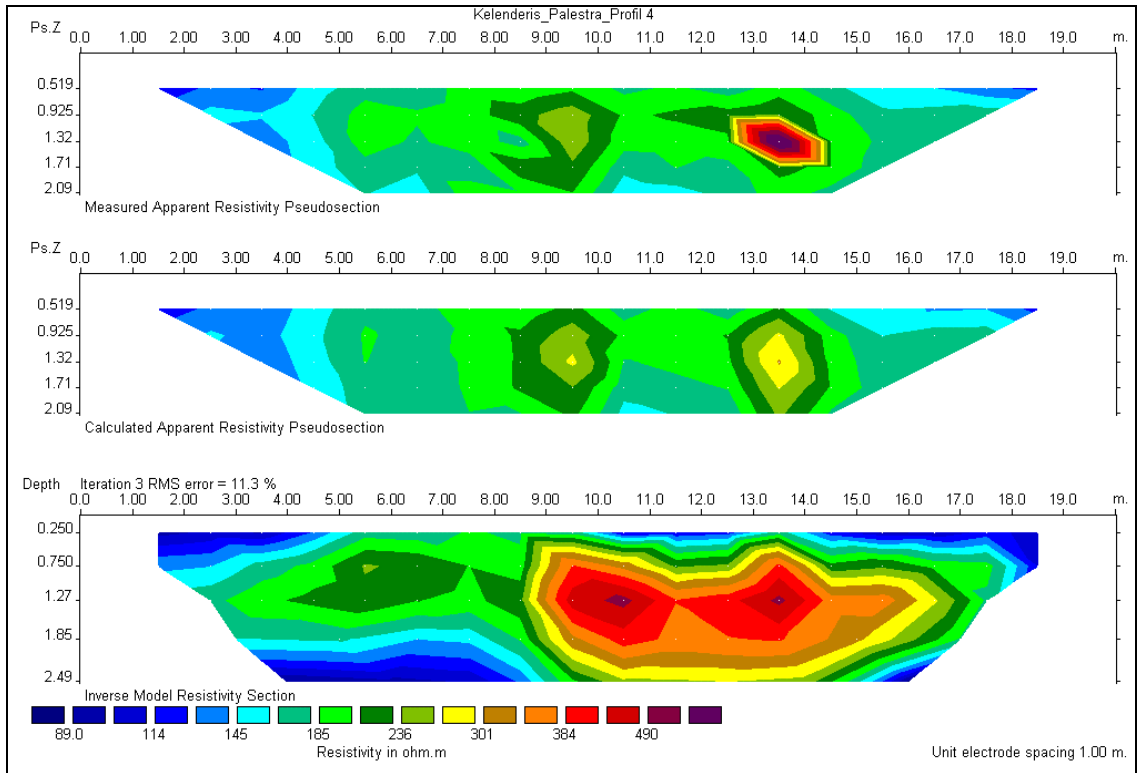 Kelenderis_Palestra_Profil 4
Ps.Z
0.0 1.00 2.00 3.00 4.00 5.00 6.00 7.00 8.00 9.00 10.0 11.0 12.0 13.0 14.0 15.0 16.0 17.0 18.0 19.0 m.
0.519
0.925
1.32
1.71
2.09
Measured Apparent Resistivity Pseudosection
Ps.Z
0.0 1.00 2.00 3.00 4.00 5.00 6.00 7.00 8.00 9.00 10.0 11.0 12.0 13.0 14.0 15.0 16.0 17.0 18.0 19.0 m.
0.519
0.925
1.32
1.71
2.09
Calculated Apparent Resistivity Pseudosection
Depth Iteration 3 RMS error = 11.3 %
0.0 1.00 2.00 3.00 4.00 5.00 6.00 7.00 8.00 9.00 10.0 11.0 12.0 13.0 14.0 15.0 16.0 17.0 18.0 19.0 m.
0.250
0.750
1.27
1.85
2.49
Inverse Model Resistivity Section
89.0 114 145 185 236 301 384 490
Resistivity in ohm.m
Unit electrode spacing 1.00 m.